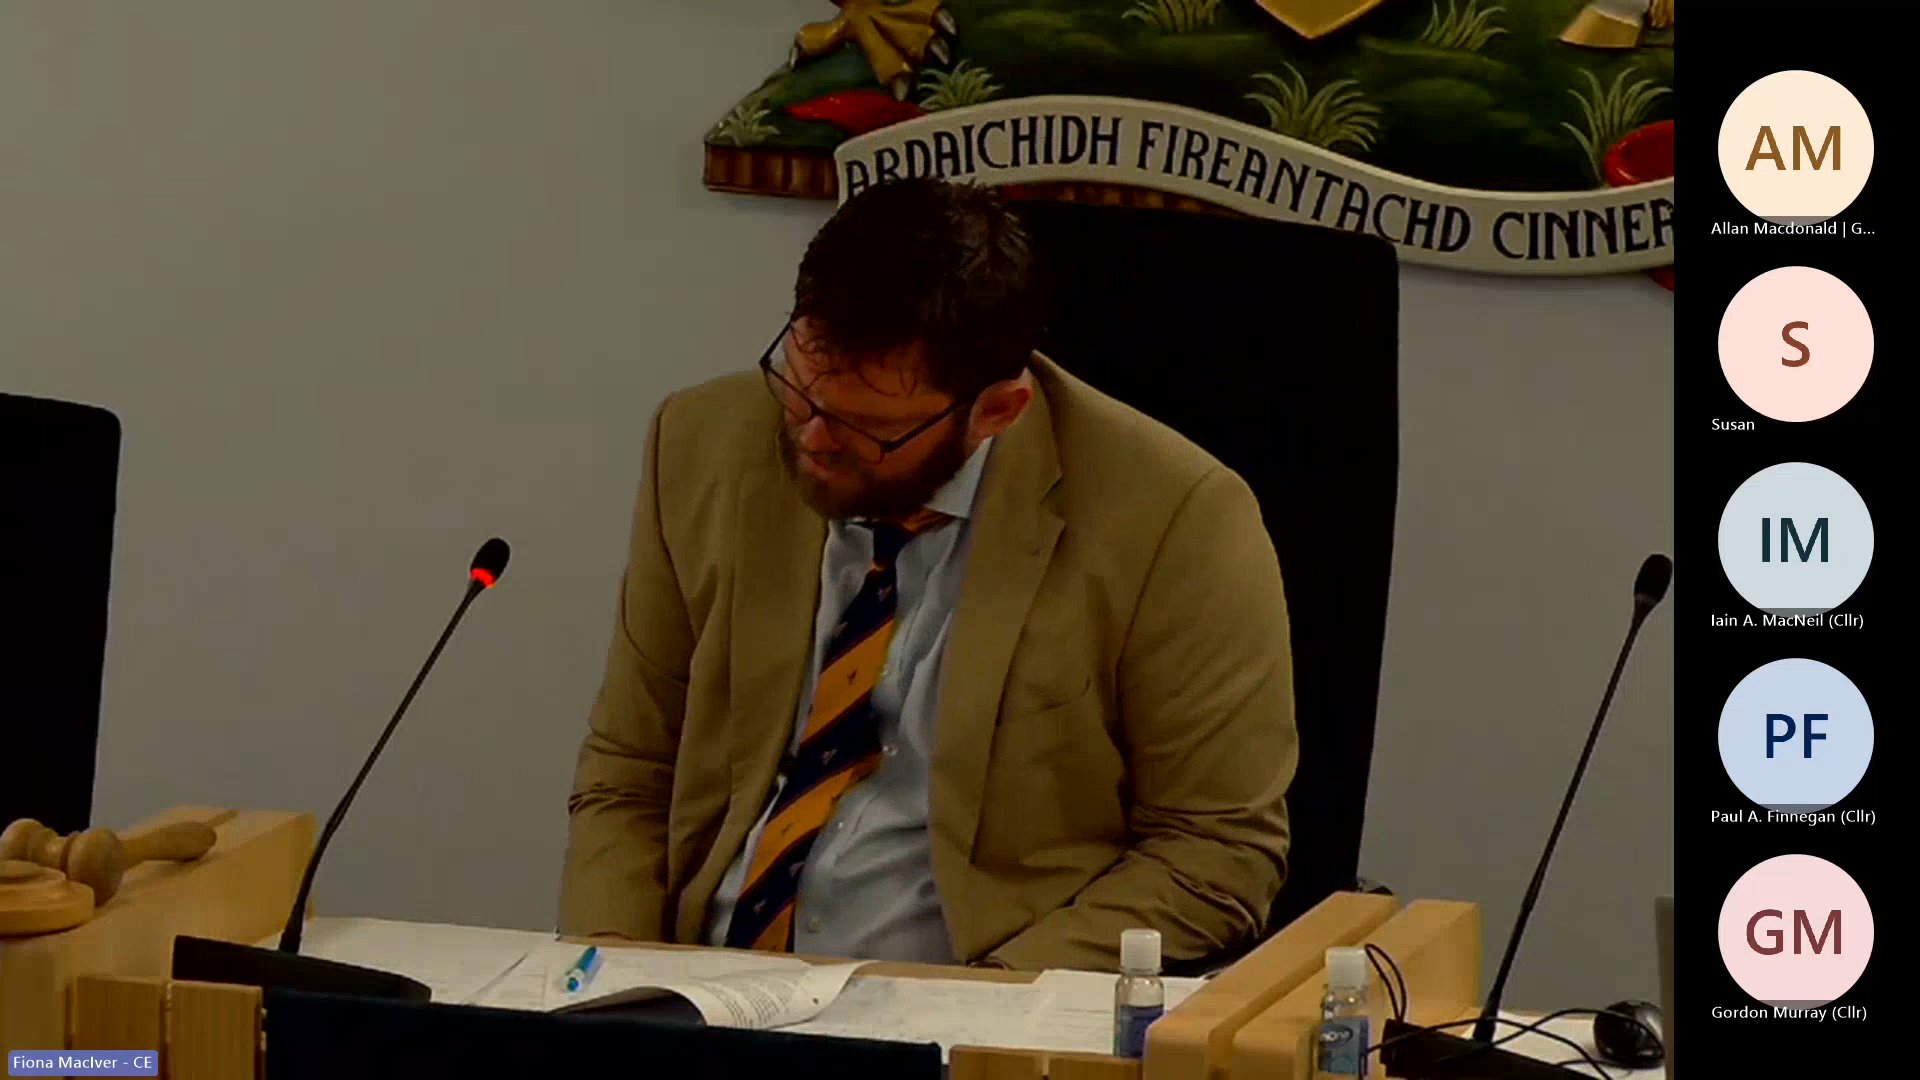 ARDAICHIDH FIREANTACHD CINNEA
AM
Allan Macdonald | G...
S
Susan
IM
Iain A. MacNeil (Cllr)
PF
Paul A. Finnegan (Cllr)
GM
Gordon Murray (Cllr)
Fiona MacIver - CE